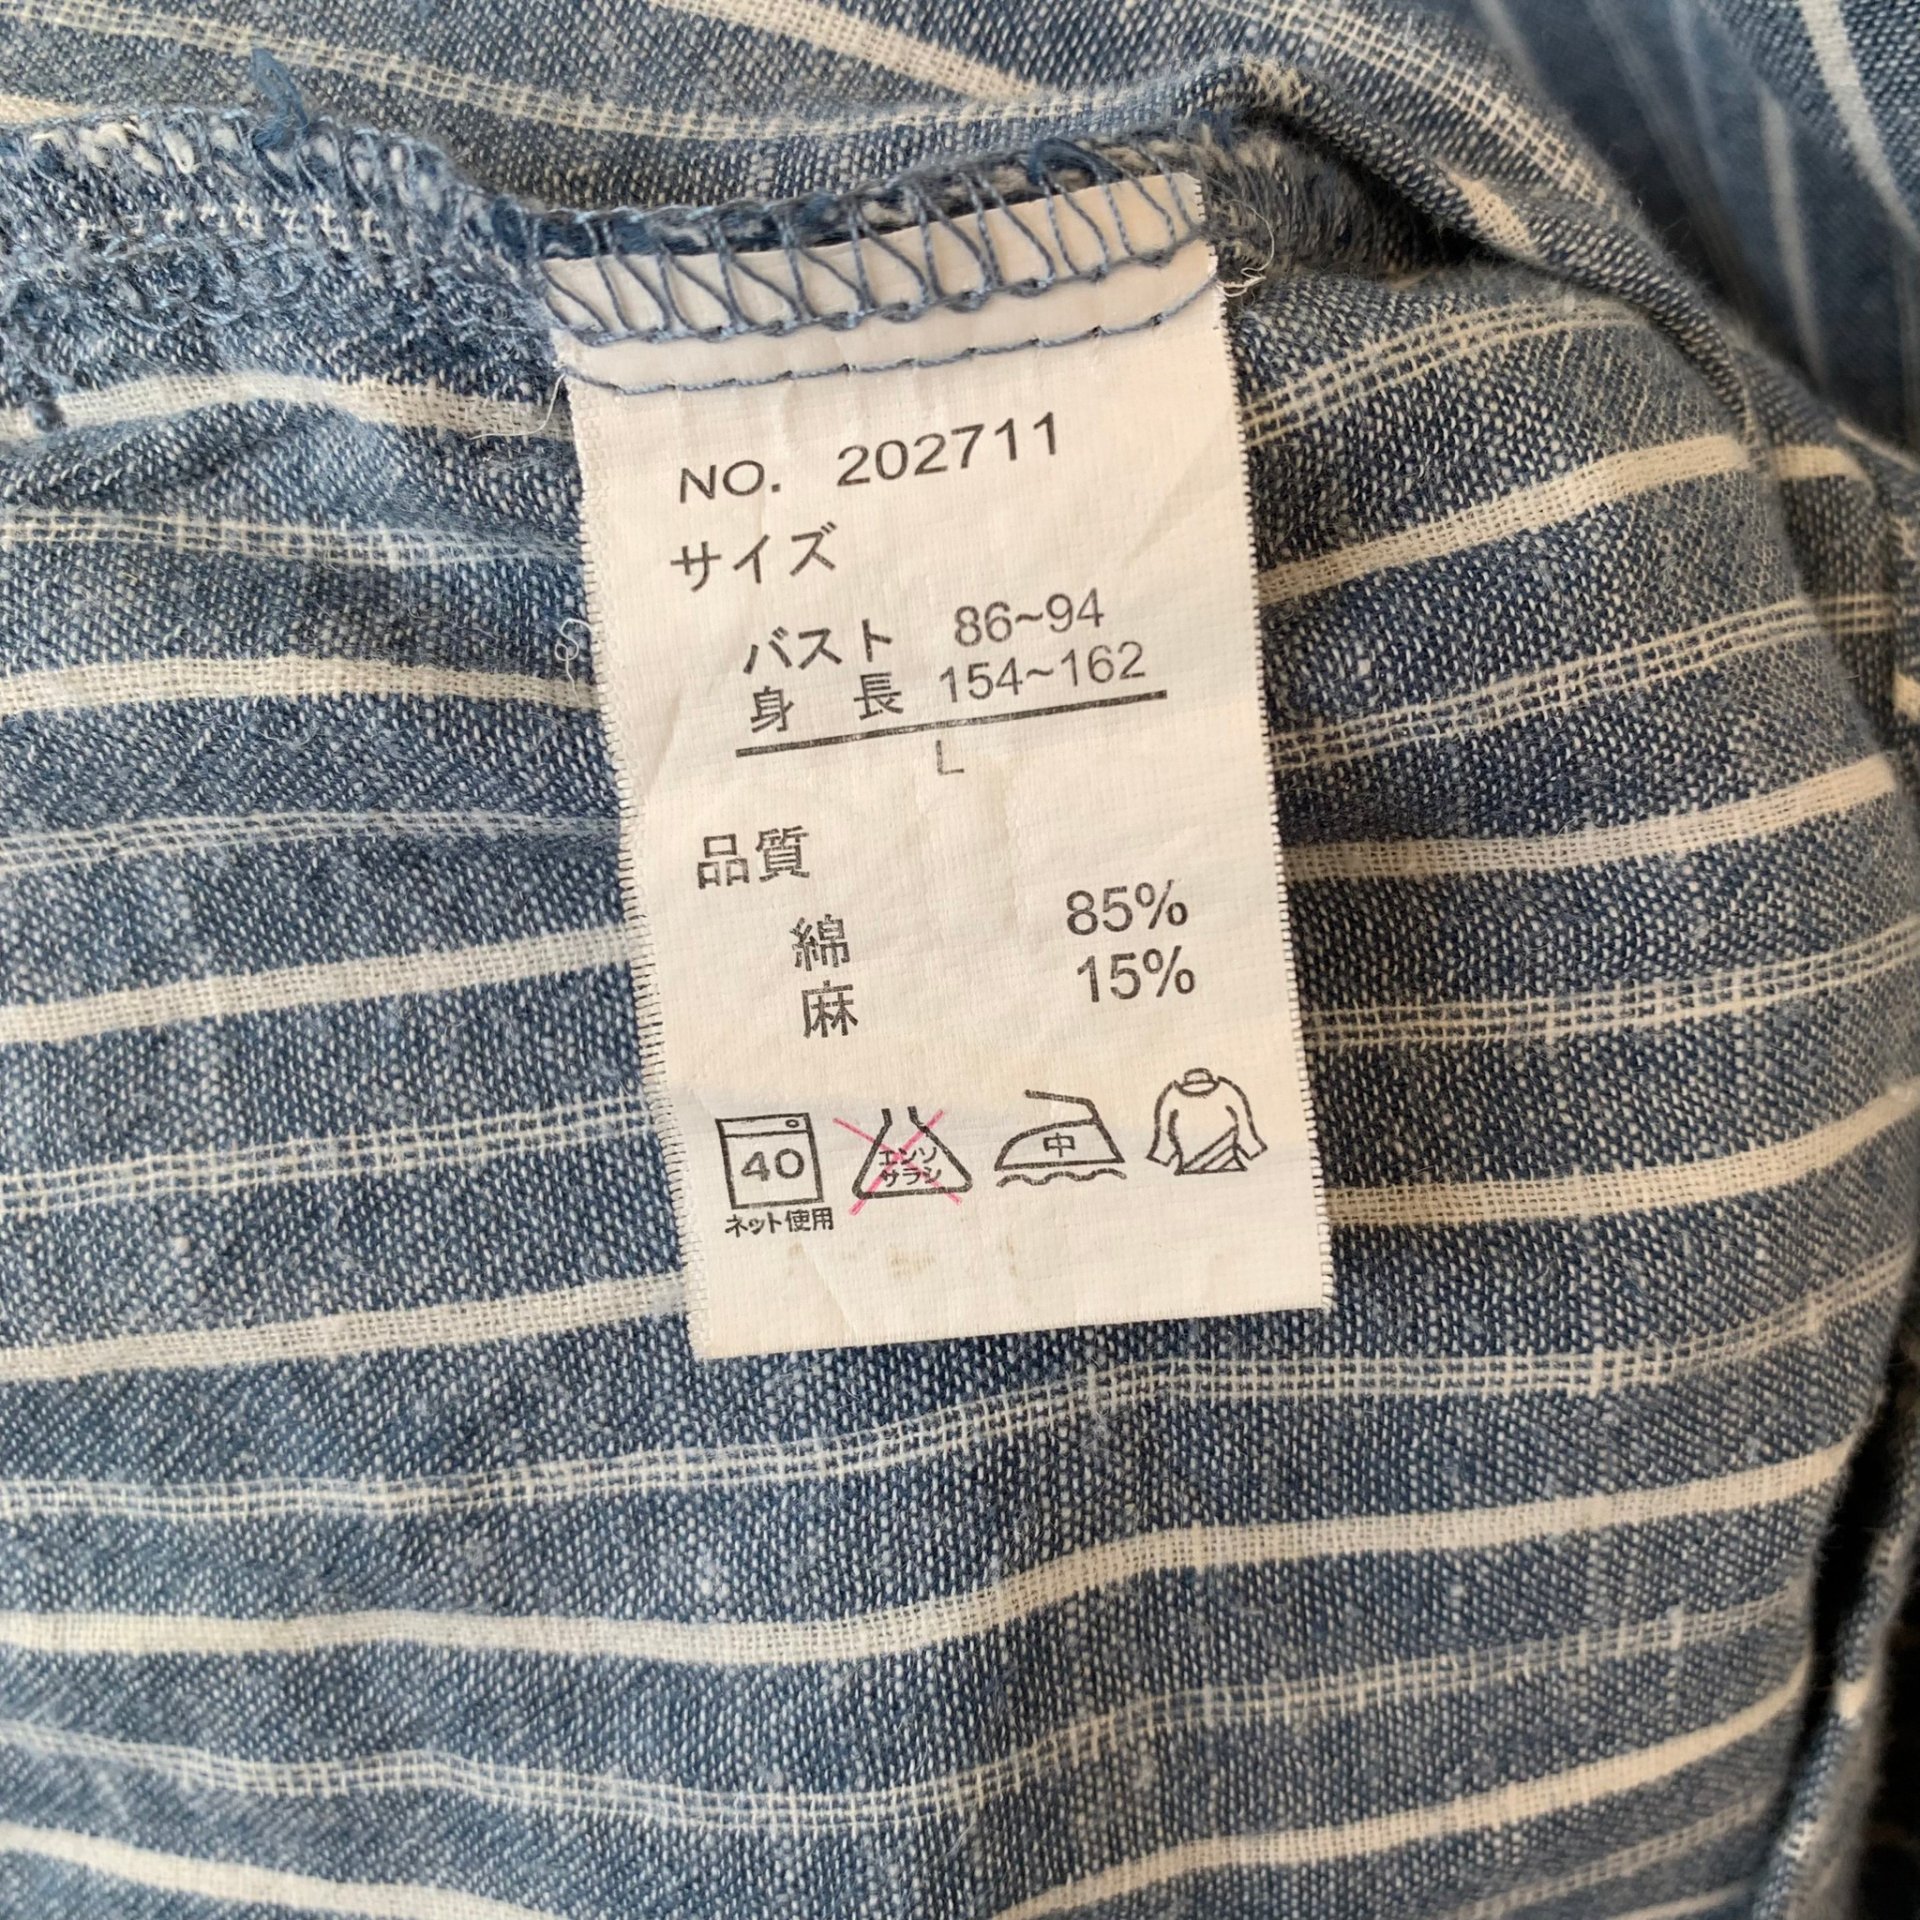 NO. 202711
サイズ
バスト 86~94
身 長 154~162
L
品質
綿 85%
麻 15%
40 エンソ 中
サラシ
ネット使用